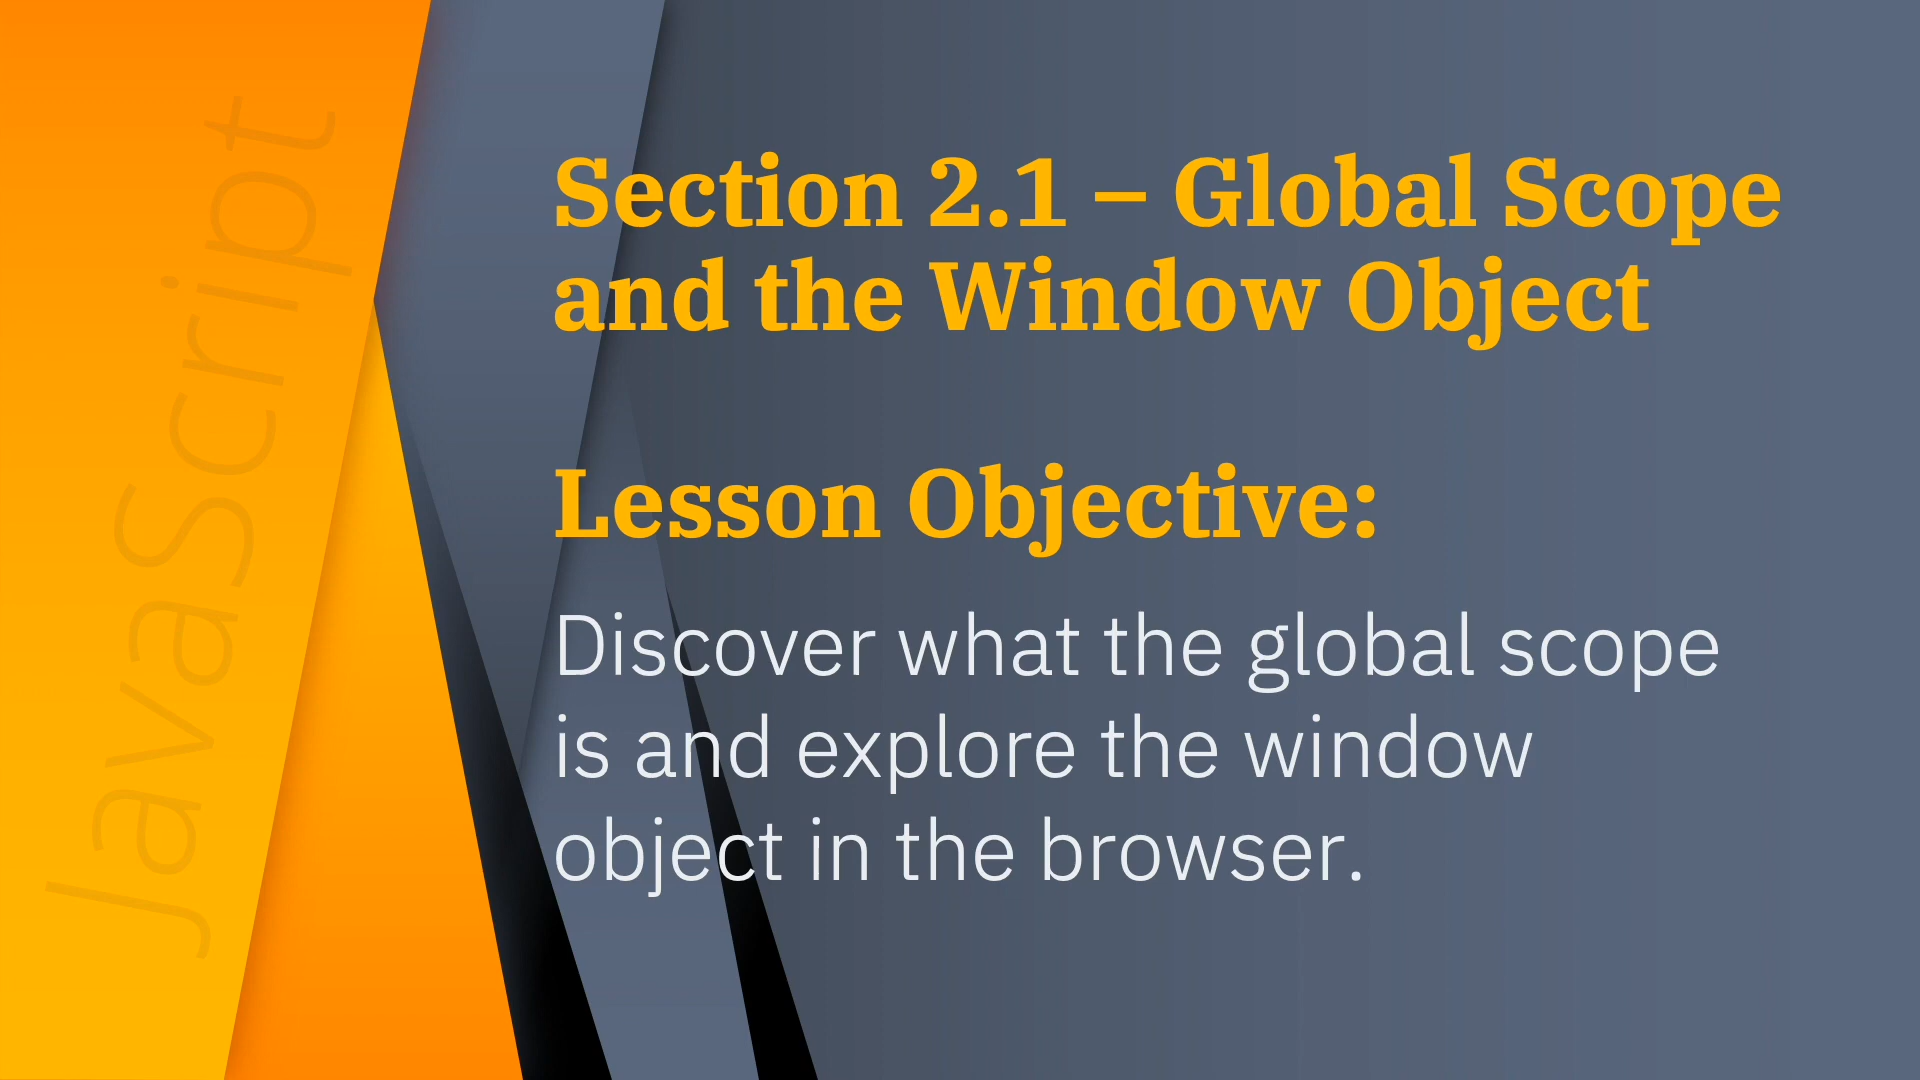 JavaScript
Section 2.1 – Global Scope
and the Window Object
Lesson Objective:
Discover what the global scope
is and explore the window
object in the browser.